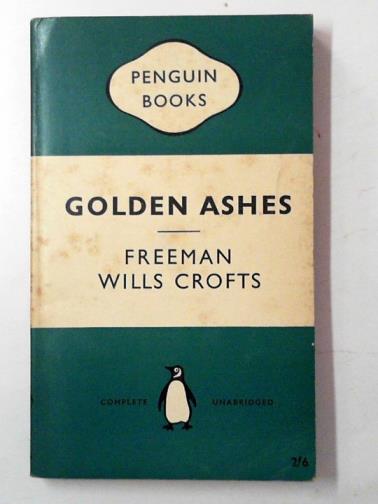 PENGUIN
BOOKS
GOLDEN ASHES
FREEMAN
WILLS CROFTS
COMPLETE UNABRIDGED
2/6